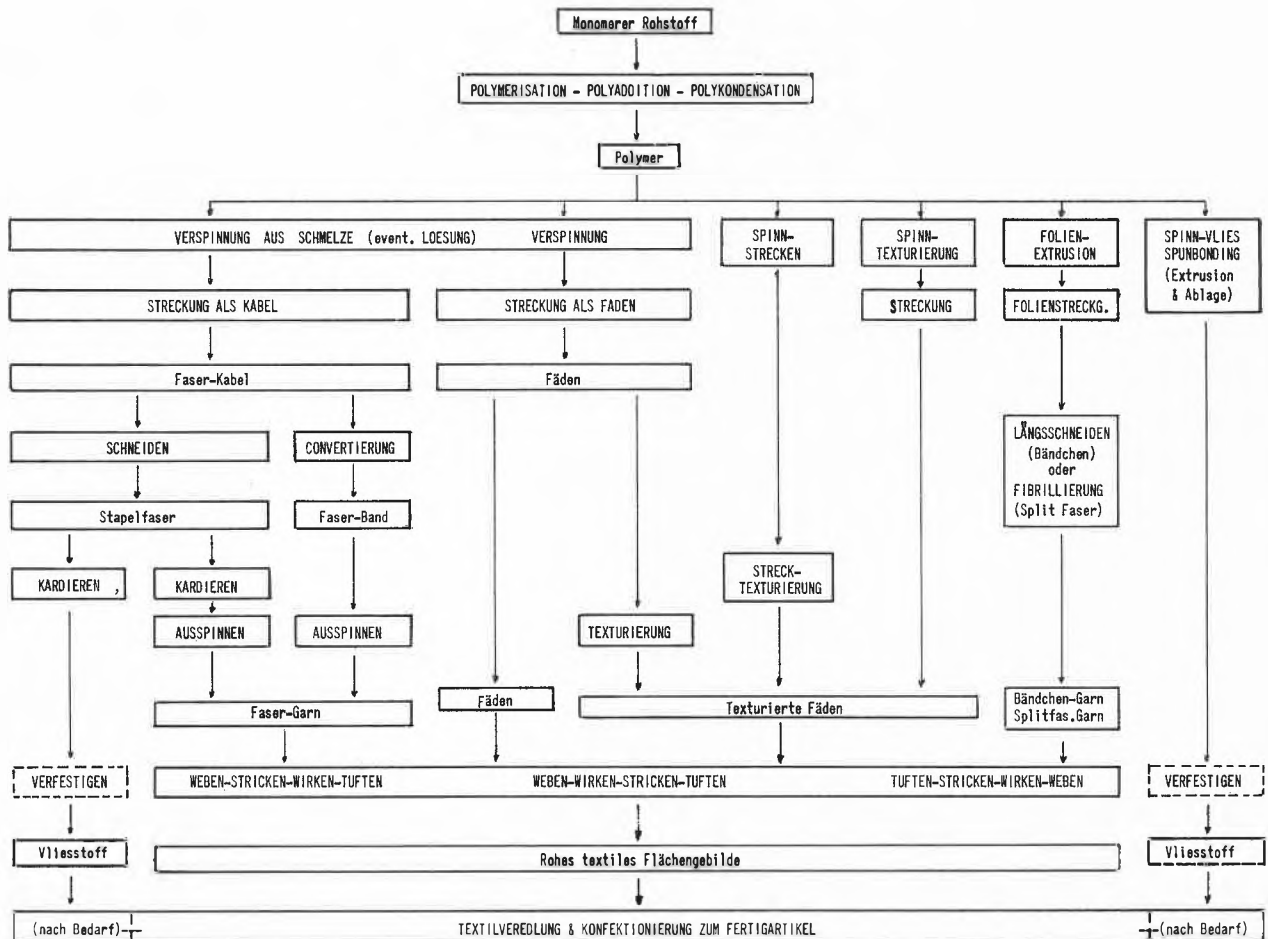 Monomerer Rohstoff
POLYMERISATION - POLYADDITION - POLYKONDENSATION
Polymer
VERSPINNUNG AUS SCHMELZE (event. LOESUNG) VERSPINNUNG
SPINN-
STRECKEN
SPINN-
TEXTURIERUNG
FOLIEN-
EXTRUSION
SPINN-VLIES
SPUNBONDING
(Extrusion
& Ablage)
STRECKUNG ALS KABEL
STRECKUNG ALS FADEN
STRECKUNG
FOLIENSTRECKG.
Faser-Kabel
Fäden
SCHNEIDEN
CONVERTIERUNG
LÄNGSSCHNEIDEN
(Bändchen)
oder
FIBRILLIERUNG
(Split Faser)
Stapelfaser
Faser-Band
KARDIEREN ,
KARDIEREN
STRECK-
TEXTURIERUNG
AUSSPINNEN
AUSSPINNEN
TEXTURIERUNG
Faser-Garn
Fäden
Texturierte Fäden
Bändchen-Garn
Splitfas.Garn
VERFESTIGEN
WEBEN-STRICKEN-WIRKEN-TUFTEN
WEBEN-WIRKEN-STRICKEN-TUFTEN
TUFTEN-STRICKEN-WIRKEN-WEBEN
VERFESTIGEN
Vliesstoff
Rohes textiles Flächengebilde
Vliesstoff
(nach Bedarf)
TEXTILVEREDLUNG & KONFEKTIONIERUNG ZUM FERTIGARTIKEL
(nach Bedarf)